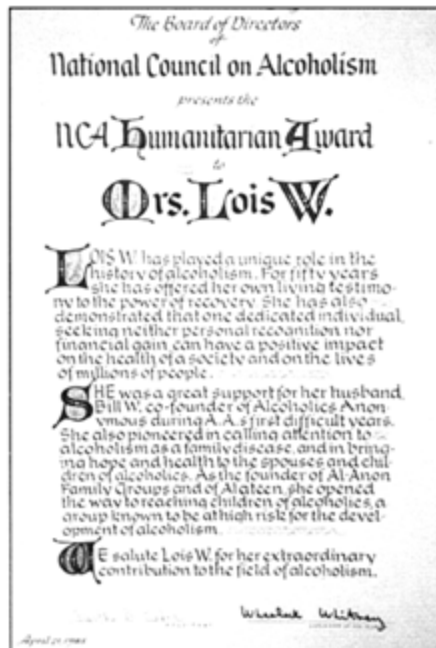 The Board of Directors
of
National Council on Alcoholism
presents the
NCA Humanitarian Award
to
Mrs. Lois W.
LOIS W. has played a unique role in the
history of alcoholism. For fifty years
she has offered her own living testimo-
ny to the power of recovery. She has also
demonstrated that one dedicated individual,
seeking neither personal recognition nor
financial gain, can have a positive impact
on the health of a society and on the lives
of millions of people.
SHE was a great support for her husband,
Bill W., co-founder of Alcoholics Anon-
ymous during A.A.'s first difficult years.
She also pioneered in calling attention to
alcoholism as a family disease, and in bring-
ing hope and health to the spouses and chil-
dren of alcoholics. As the founder of Al-Anon
Family Groups and of Alateen, she opened
the way to reaching children of alcoholics, a
group known to be at high risk for the devel-
opment of alcoholism.
WE salute Lois W. for her extraordinary
contribution to the field of alcoholism.
Wheelock Whitney
April